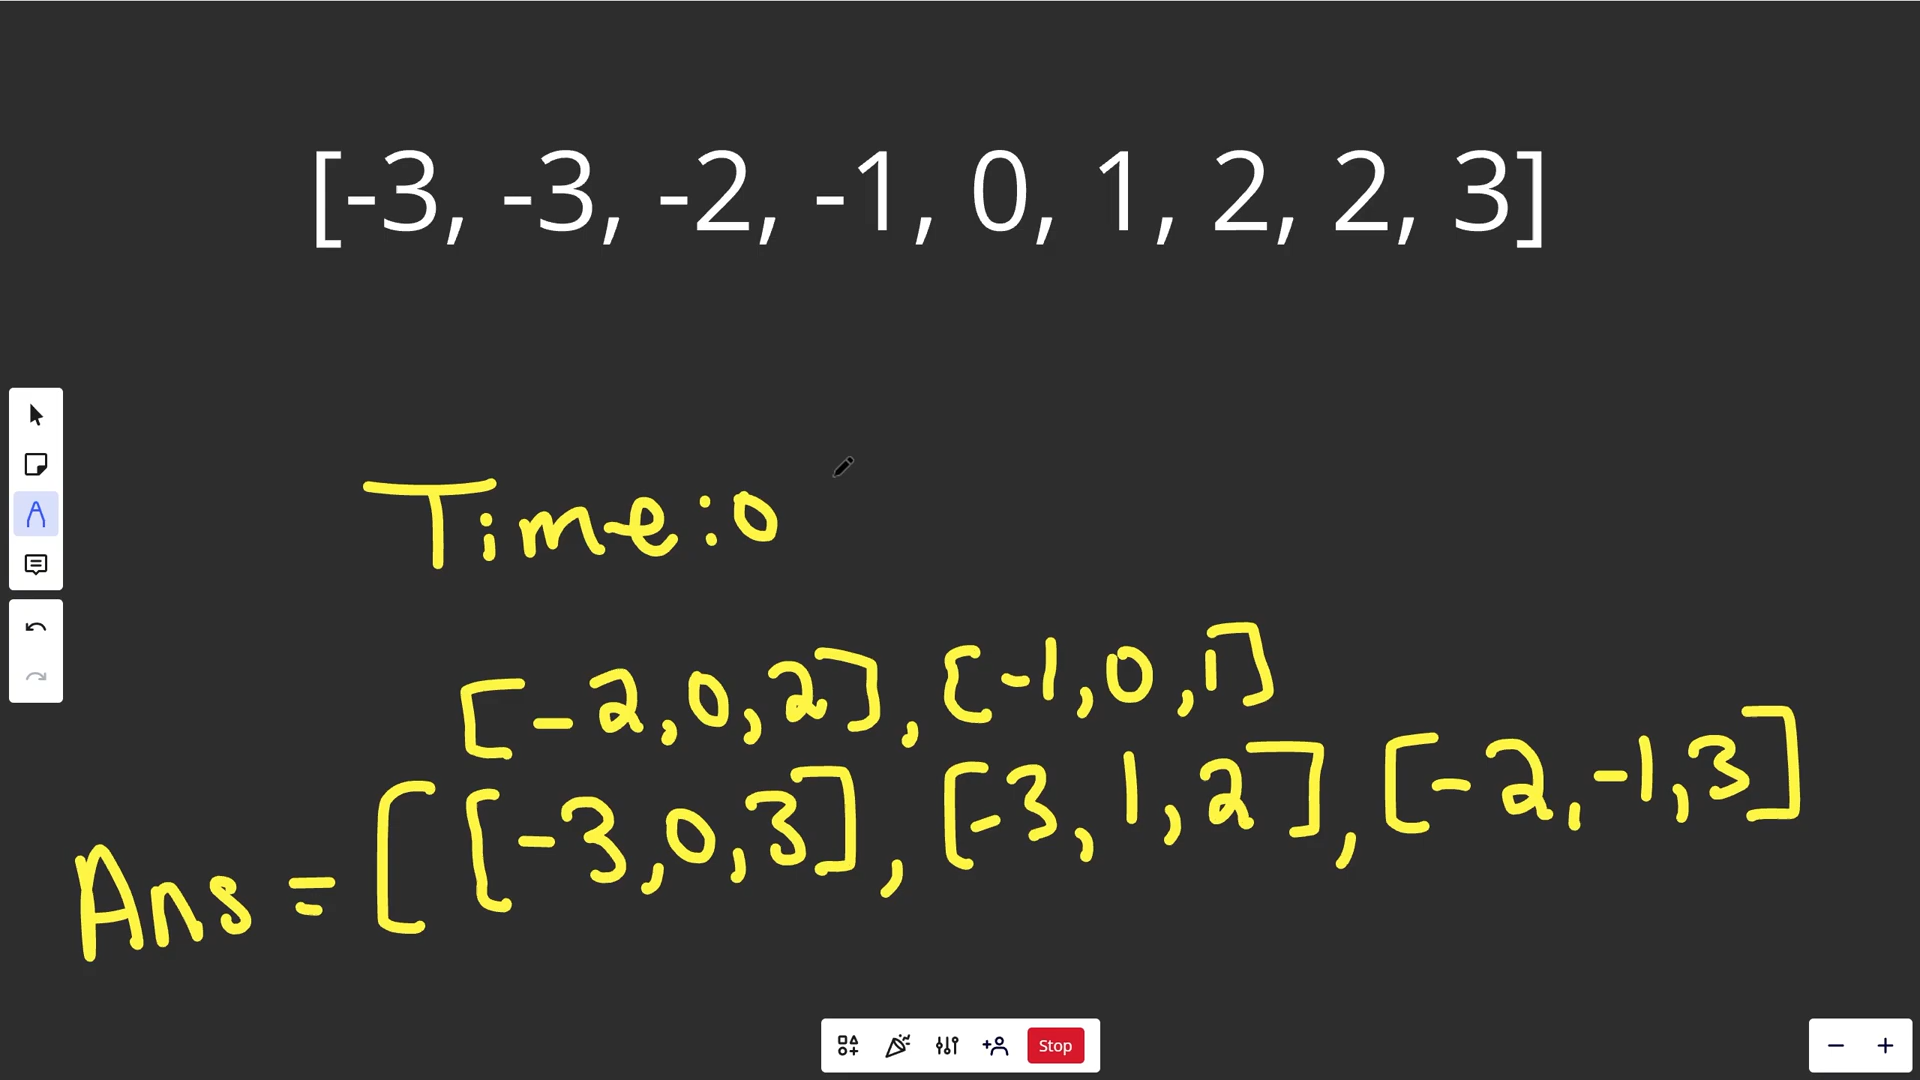 [-3, -3, -2, -1, 0, 1, 2, 2, 3]
Time:O
[-2,0,2],[-1,0,1]
Ans=[[-3,0,3],[-3,1,2],[-2,-1,3]
Stop